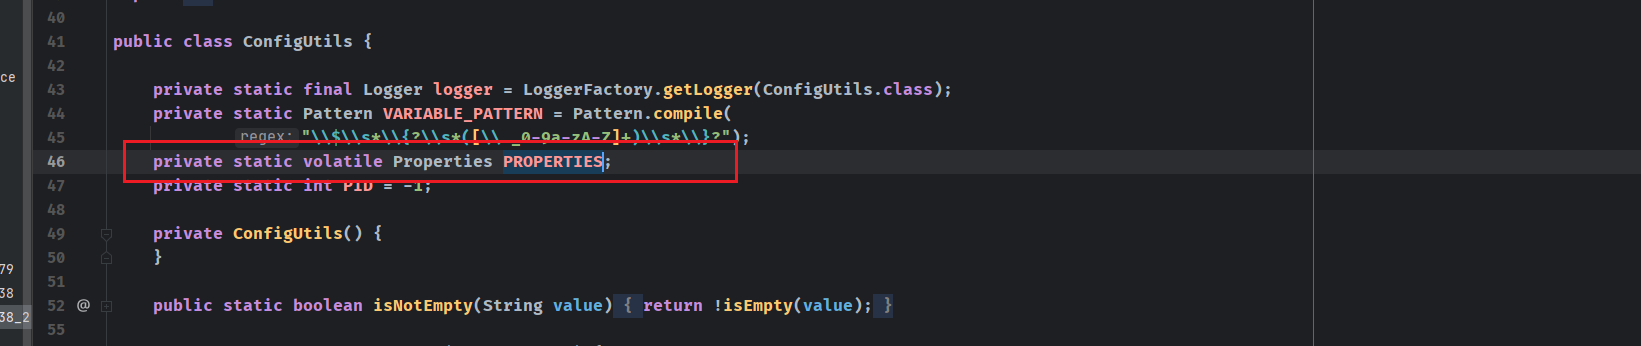 40
41 public class ConfigUtils {
42
ce
43 private static final Logger logger = LoggerFactory.getLogger(ConfigUtils.class);
44 private static Pattern VARIABLE_PATTERN = Pattern.compile(
45 regex: "\\$\\s*\\{?\\s*([\\._0-9a-zA-Z]+)\\s*\\}?");
46 private static volatile Properties PROPERTIES;
47 private static int PID = -1;
48
49 private ConfigUtils() {
50 }
79
51
38
52 @ public static boolean isNotEmpty(String value) { return !isEmpty(value); }
38_2
55